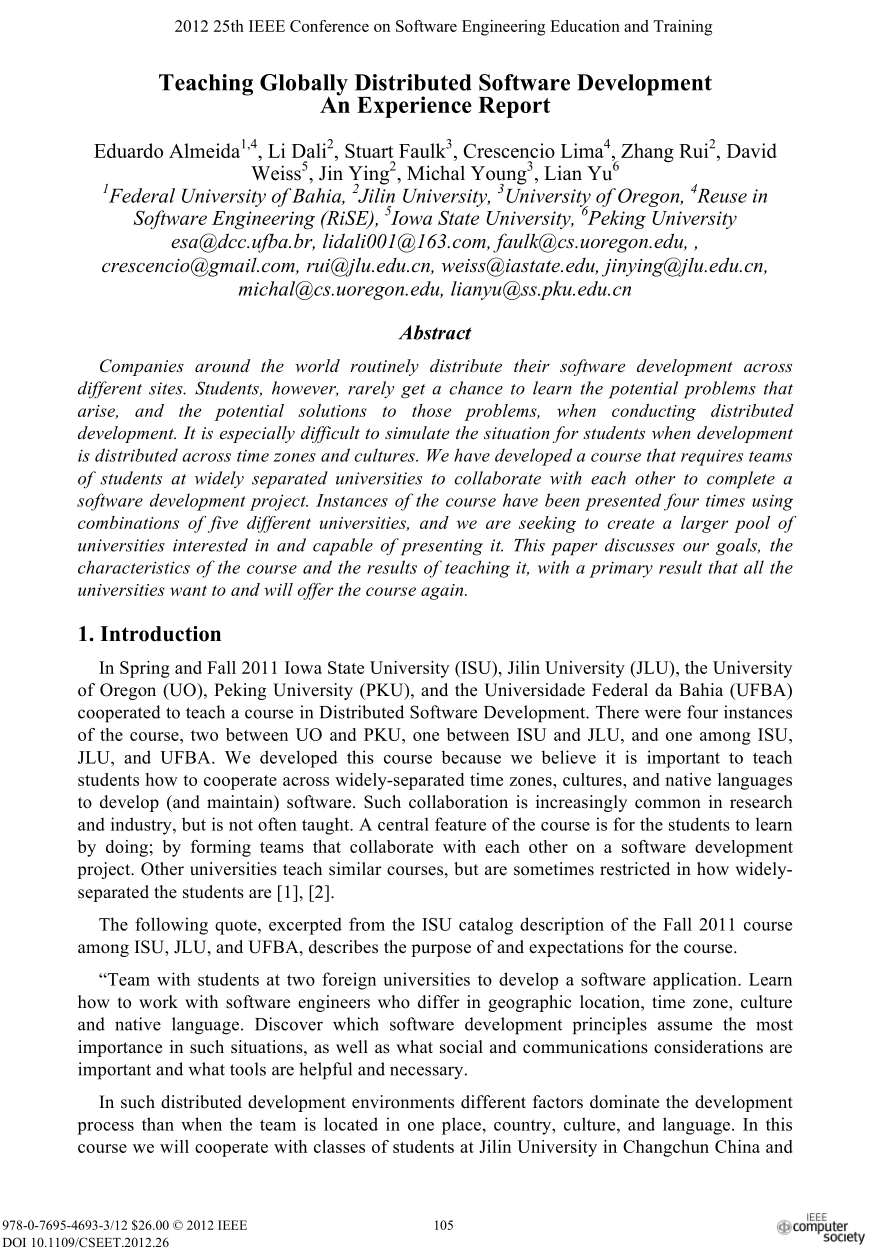 2012 25th IEEE Conference on Software Engineering Education and Training
Teaching Globally Distributed Software Development
An Experience Report
Eduardo Almeida1,4, Li Dali2, Stuart Faulk3, Crescencio Lima4, Zhang Rui2, David
Weiss5, Jin Ying2, Michal Young3, Lian Yu6
1Federal University of Bahia, 2Jilin University, 3University of Oregon, 4Reuse in
Software Engineering (RiSE), 5Iowa State University, 6Peking University
esa@dcc.ufba.br, lidali001@163.com, faulk@cs.uoregon.edu, ,
crescencio@gmail.com, rui@jlu.edu.cn, weiss@iastate.edu, jinying@jlu.edu.cn,
michal@cs.uoregon.edu, lianyu@ss.pku.edu.cn
Abstract
Companies around the world routinely distribute their software development across
different sites. Students, however, rarely get a chance to learn the potential problems that
arise, and the potential solutions to those problems, when conducting distributed
development. It is especially difficult to simulate the situation for students when development
is distributed across time zones and cultures. We have developed a course that requires teams
of students at widely separated universities to collaborate with each other to complete a
software development project. Instances of the course have been presented four times using
combinations of five different universities, and we are seeking to create a larger pool of
universities interested in and capable of presenting it. This paper discusses our goals, the
characteristics of the course and the results of teaching it, with a primary result that all the
universities want to and will offer the course again.
1. Introduction
In Spring and Fall 2011 Iowa State University (ISU), Jilin University (JLU), the University
of Oregon (UO), Peking University (PKU), and the Universidade Federal da Bahia (UFBA)
cooperated to teach a course in Distributed Software Development. There were four instances
of the course, two between UO and PKU, one between ISU and JLU, and one among ISU,
JLU, and UFBA. We developed this course because we believe it is important to teach
students how to cooperate across widely-separated time zones, cultures, and native languages
to develop (and maintain) software. Such collaboration is increasingly common in research
and industry, but is not often taught. A central feature of the course is for the students to learn
by doing; by forming teams that collaborate with each other on a software development
project. Other universities teach similar courses, but are sometimes restricted in how widely-
separated the students are [1], [2].
The following quote, excerpted from the ISU catalog description of the Fall 2011 course
among ISU, JLU, and UFBA, describes the purpose of and expectations for the course.
“Team with students at two foreign universities to develop a software application. Learn
how to work with software engineers who differ in geographic location, time zone, culture
and native language. Discover which software development principles assume the most
importance in such situations, as well as what social and communications considerations are
important and what tools are helpful and necessary.
In such distributed development environments different factors dominate the development
process than when the team is located in one place, country, culture, and language. In this
course we will cooperate with classes of students at Jilin University in Changchun China and
978-0-7695-4693-3/12 $26.00 © 2012 IEEE
DOI 10.1109/CSEET.2012.26
105
IEEE
computer
society